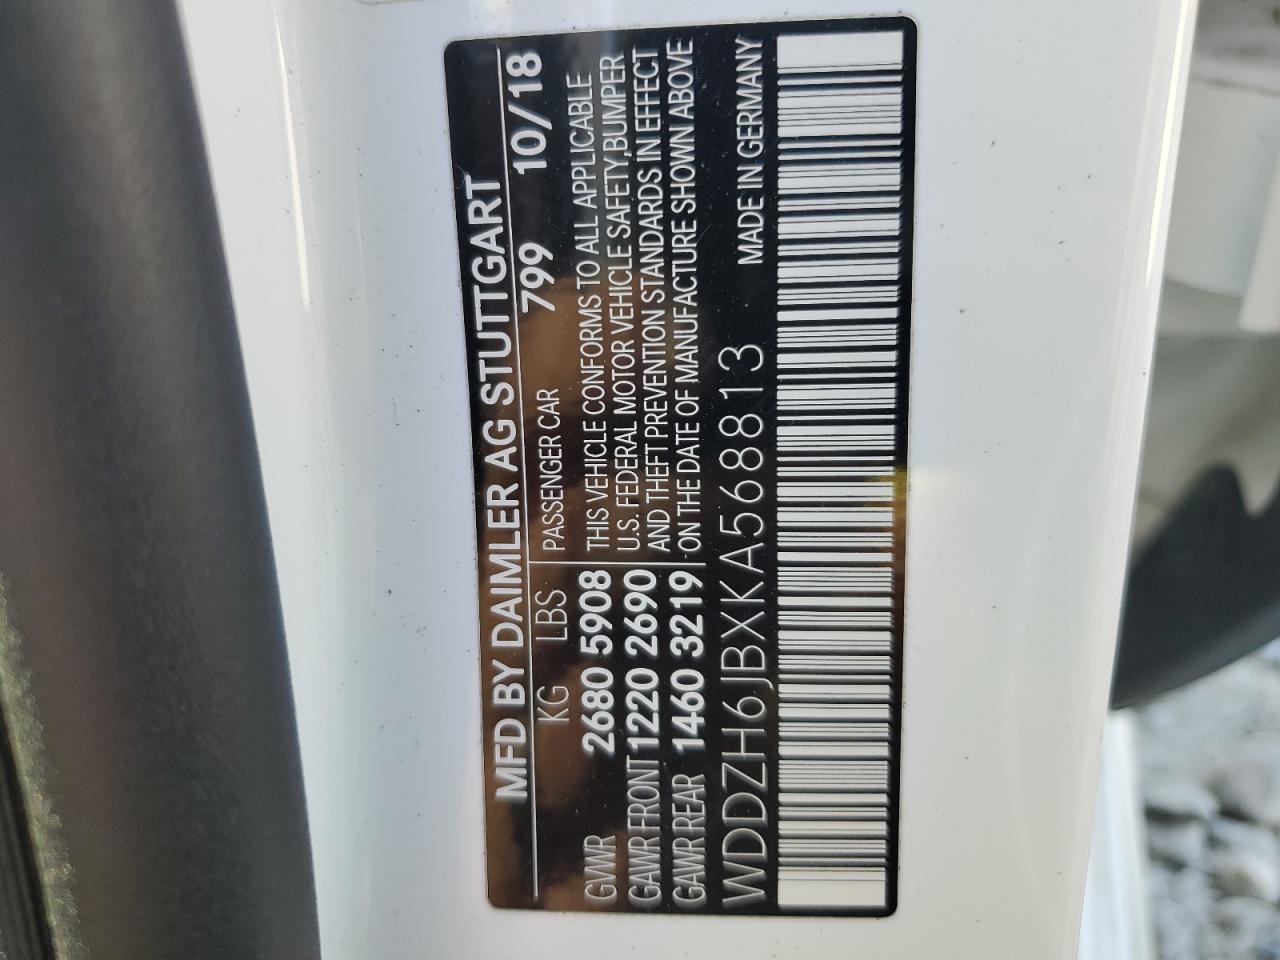 MFD BY DAIMLER AG STUTTGART
KG LBS PASSENGER CAR 799 10/18
GVWR 2680 5908
GAWR FRONT 1220 2690
GAWR REAR 1460 3219
THIS VEHICLE CONFORMS TO ALL APPLICABLE
U.S. FEDERAL MOTOR VEHICLE SAFETY,BUMPER
AND THEFT PREVENTION STANDARDS IN EFFECT
ON THE DATE OF MANUFACTURE SHOWN ABOVE
WDDZH6JBXKA568813 MADE IN GERMANY